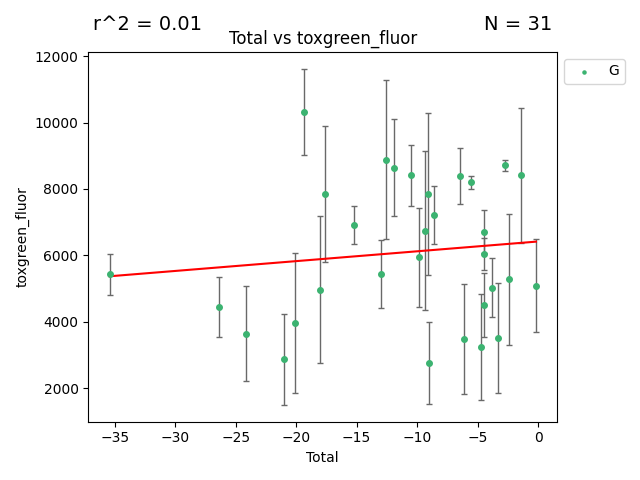 r^2 = 0.01
N = 31
Total vs toxgreen_fluor
G
12000
10000
8000
6000
4000
2000
toxgreen_fluor
−35
−30
−25
−20
−15
−10
−5
0
Total